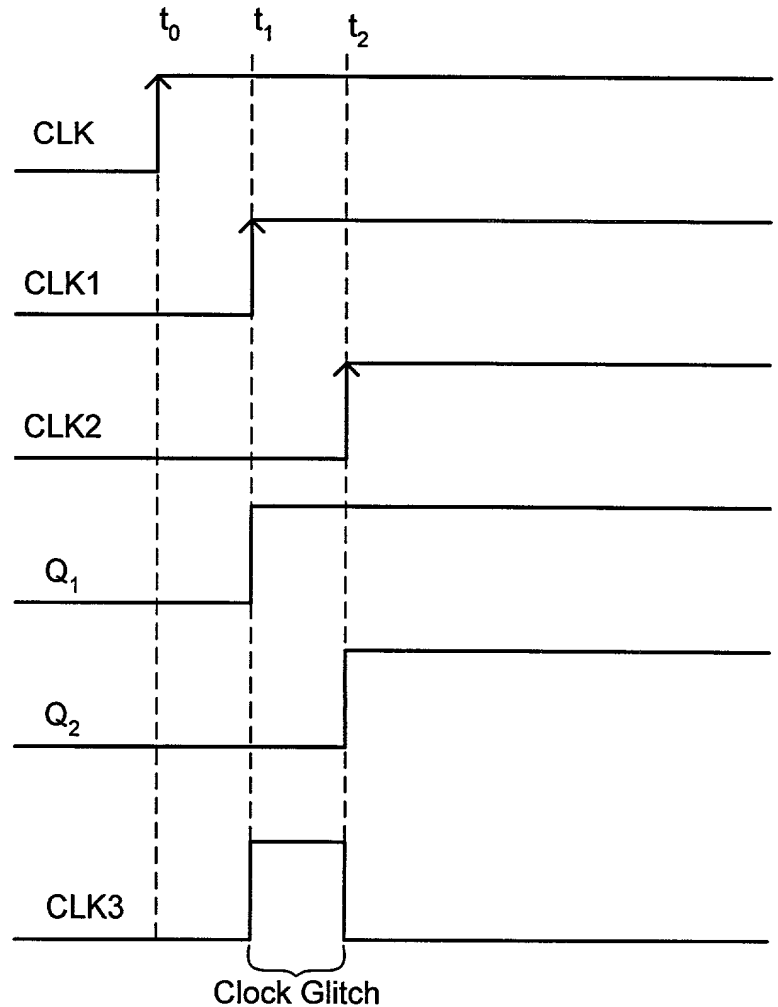 t₀ t₁ t₂
CLK
CLK1
CLK2
Q₁
Q₂
CLK3
Clock Glitch